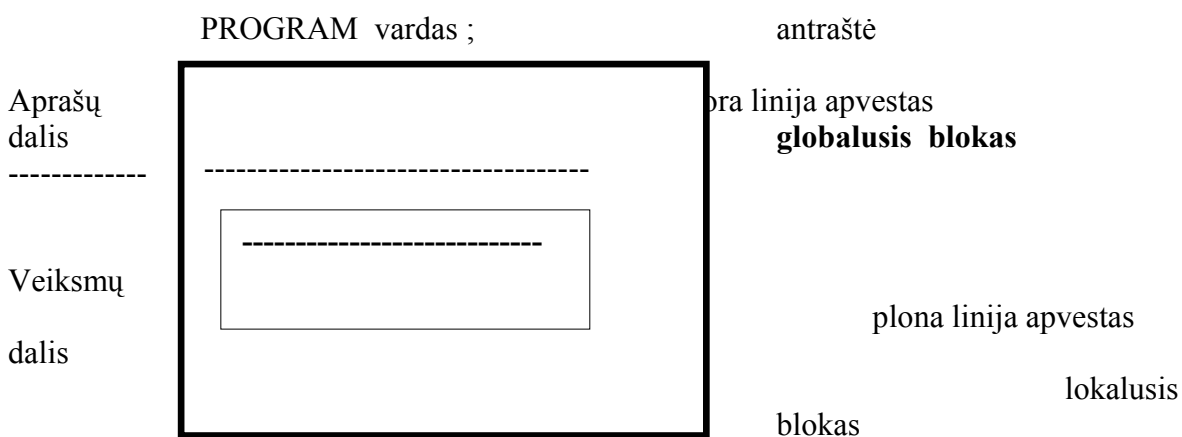 PROGRAM vardas ; antraštė
Aprašų ora linija apvestas
dalis globalusis blokas
------------- ------------------------------------
----------------------------
Veiksmų
plona linija apvestas
dalis
lokalusis
blokas